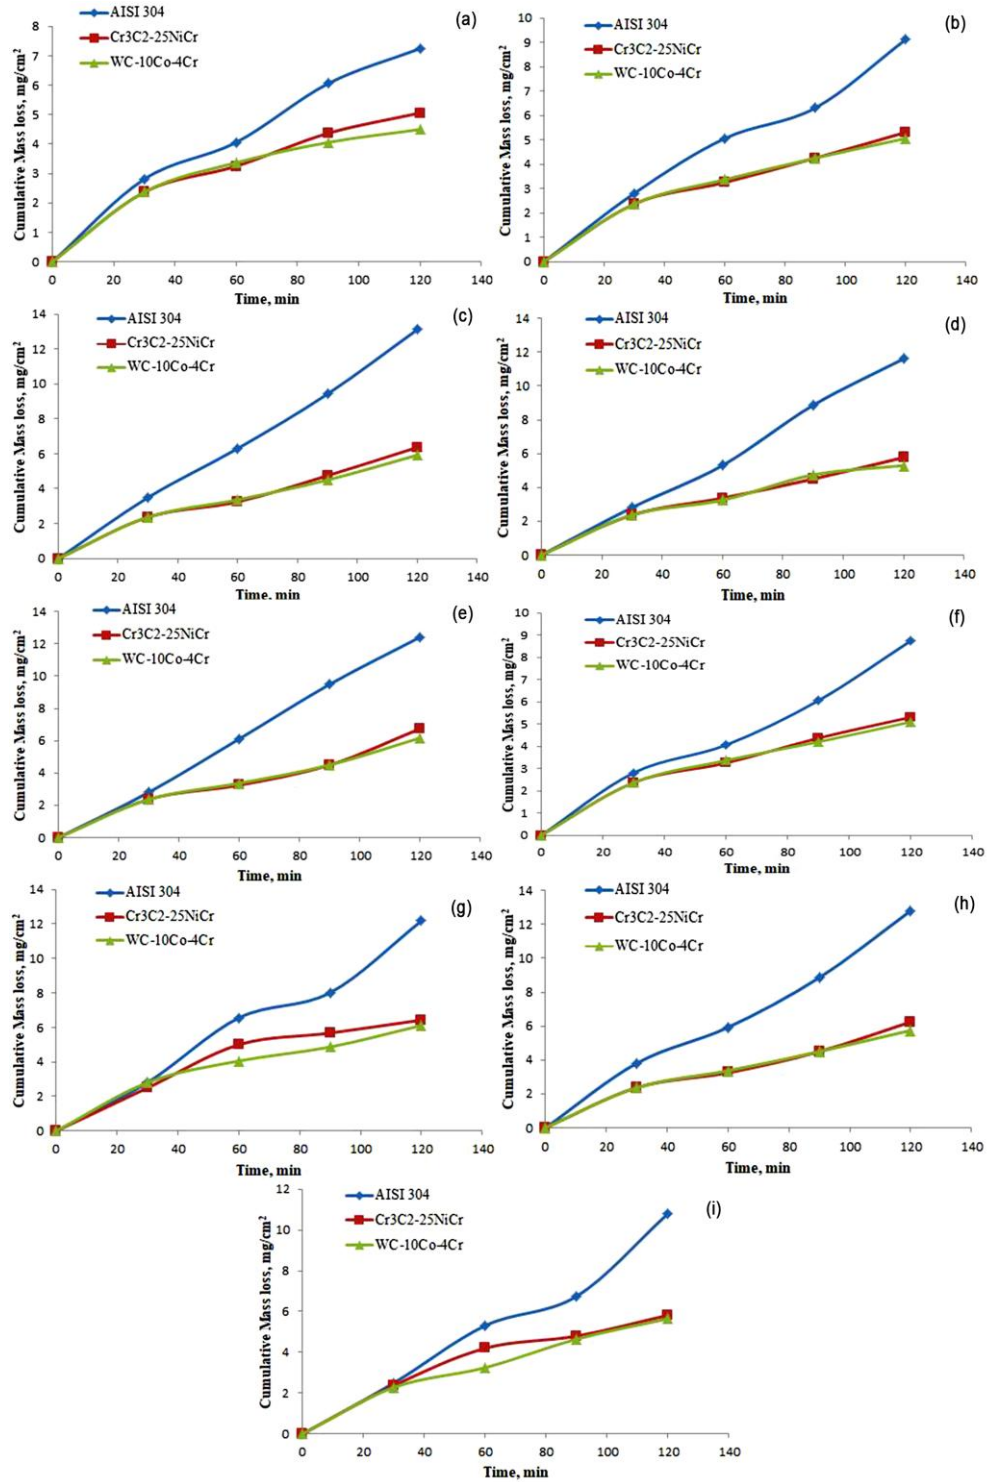 AISI 304
Cr3C2-25NiCr
WC-10Co-4Cr
(a)
Cumulative Mass loss, mg/cm²
8
7
6
5
4
3
2
1
0
0 20 40 60 80 100 120 140
Time, min
AISI 304
Cr3C2-25NiCr
WC-10Co-4Cr
(b)
Cumulative Mass loss, mg/cm²
10
9
8
7
6
5
4
3
2
1
0
0 20 40 60 80 100 120 140
Time, min
AISI 304
Cr3C2-25NiCr
WC-10Co-4Cr
(c)
Cumulative Mass loss, mg/cm²
14
12
10
8
6
4
2
0
0 20 40 60 80 100 120 140
Time, min
AISI 304
Cr3C2-25NiCr
WC-10Co-4Cr
(d)
Cumulative Mass loss, mg/cm²
14
12
10
8
6
4
2
0
0 20 40 60 80 100 120 140
Time, min
AISI 304
Cr3C2-25NiCr
WC-10Co-4Cr
(e)
Cumulative Mass loss, mg/cm²
14
12
10
8
6
4
2
0
0 20 40 60 80 100 120 140
Time, min
AISI 304
Cr3C2-25NiCr
WC-10Co-4Cr
(f)
Cumulative Mass loss, mg/cm²
10
9
8
7
6
5
4
3
2
1
0
0 20 40 60 80 100 120 140
Time, min
AISI 304
Cr3C2-25NiCr
WC-10Co-4Cr
(g)
Cumulative Mass loss, mg/cm²
14
12
10
8
6
4
2
0
0 20 40 60 80 100 120 140
Time, min
AISI 304
Cr3C2-25NiCr
WC-10Co-4Cr
(h)
Cumulative Mass loss, mg/cm²
14
12
10
8
6
4
2
0
0 20 40 60 80 100 120 140
Time, min
AISI 304
Cr3C2-25NiCr
WC-10Co-4Cr
(i)
Cumulative Mass loss, mg/cm²
12
10
8
6
4
2
0
0 20 40 60 80 100 120 140
Time, min